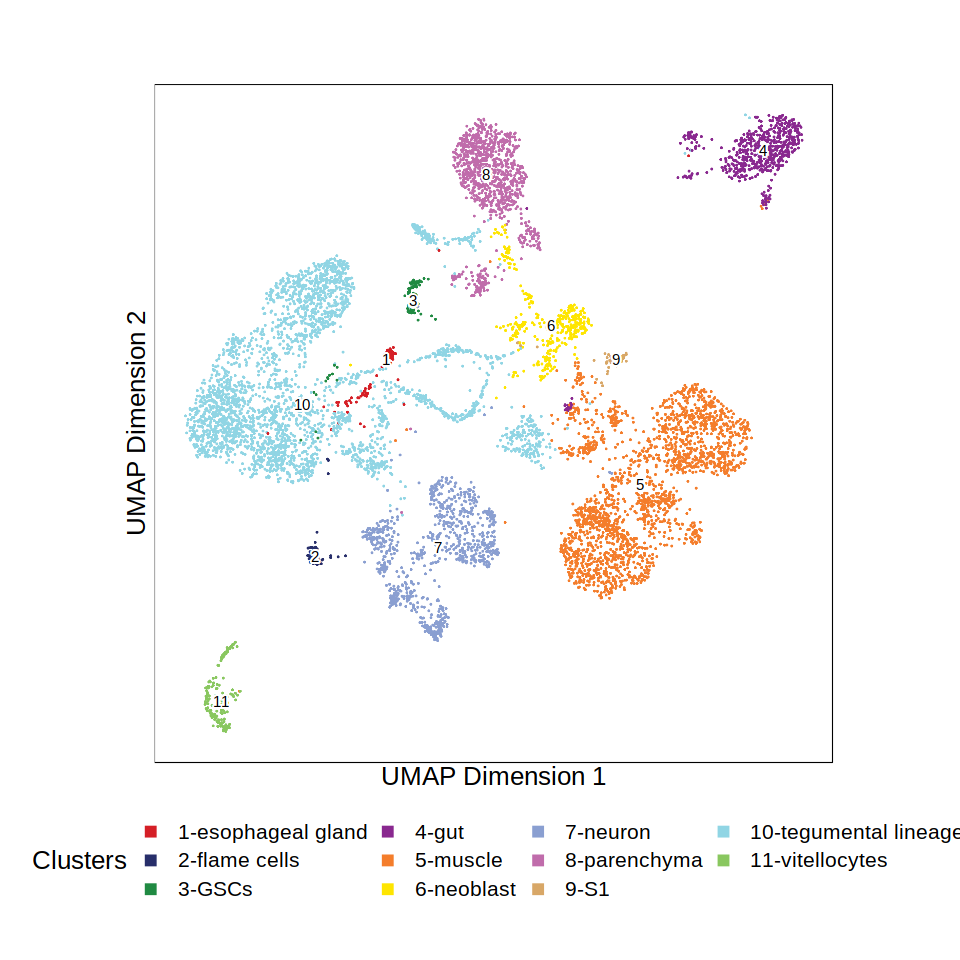 4
8
3
6
1
9
10
5
7
2
11
UMAP Dimension 2
UMAP Dimension 1
Clusters
1-esophageal gland
2-flame cells
3-GSCs
4-gut
5-muscle
6-neoblast
7-neuron
8-parenchyma
9-S1
10-tegumental lineage
11-vitellocytes